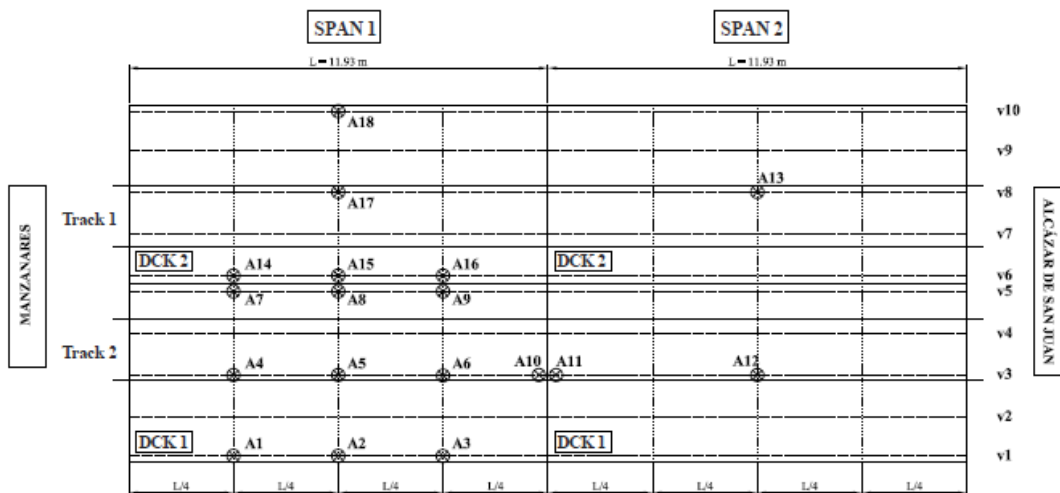 SPAN 1 SPAN 2
L = 11.93 m L = 11.93 m
v10
A18
v9
A13
v8
A17
Track 1
v7
DCK 2 A14 A15 A16 DCK 2
v6
A7 A8 A9 v5
v4
Track 2
A4 A5 A6 A10 A11 A12
v3
v2
DCK 1 A1 A2 A3 DCK 1
v1
L/4 L/4 L/4 L/4 L/4 L/4 L/4 L/4
MANZANARES
ALCÁZAR DE SAN JUAN